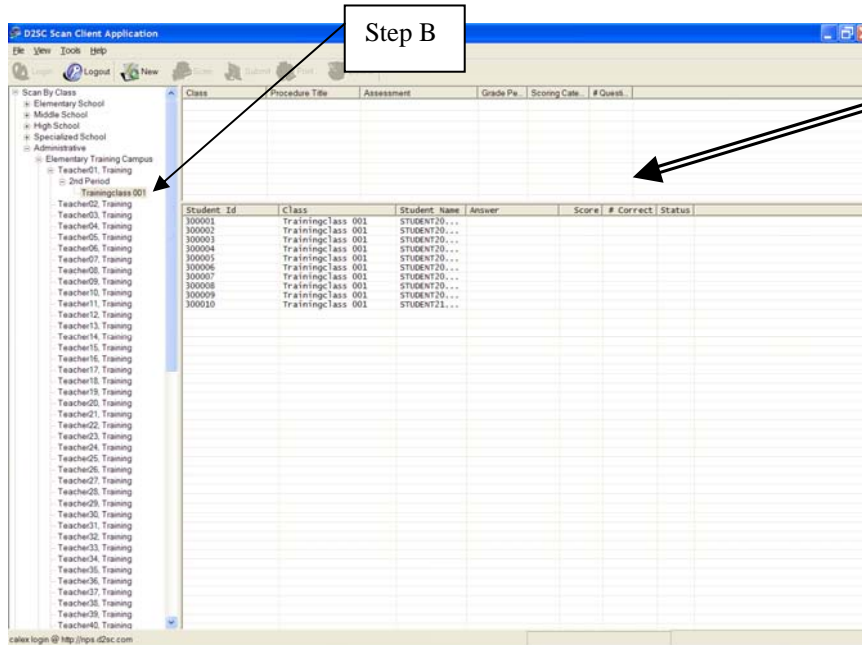 Step B
D2SC Scan Client Application
File View Tools Help
Login Logout New Scan Submit Print
Scan By Class
Elementary School
Middle School
High School
Specialized School
Administrative
Elementary Training Campus
Teacher01, Training
2nd Period
Trainingclass 001
Teacher02, Training
Teacher03, Training
Teacher04, Training
Teacher05, Training
Teacher06, Training
Teacher07, Training
Teacher08, Training
Teacher09, Training
Teacher10, Training
Teacher11, Training
Teacher12, Training
Teacher13, Training
Teacher14, Training
Teacher15, Training
Teacher16, Training
Teacher17, Training
Teacher18, Training
Teacher19, Training
Teacher20, Training
Teacher21, Training
Teacher22, Training
Teacher23, Training
Teacher24, Training
Teacher25, Training
Teacher26, Training
Teacher27, Training
Teacher28, Training
Teacher29, Training
Teacher30, Training
Teacher31, Training
Teacher32, Training
Teacher33, Training
Teacher34, Training
Teacher35, Training
Teacher36, Training
Teacher37, Training
Teacher38, Training
Teacher39, Training
Teacher40, Training
Class Procedure Title Assessment Grade Pe... Scoring Cate... # Questi...
Student Id Class Student Name Answer Score # Correct Status
300001 Trainingclass 001 STUDENT20...
300002 Trainingclass 001 STUDENT20...
300003 Trainingclass 001 STUDENT20...
300004 Trainingclass 001 STUDENT20...
300005 Trainingclass 001 STUDENT20...
300006 Trainingclass 001 STUDENT20...
300007 Trainingclass 001 STUDENT20...
300008 Trainingclass 001 STUDENT20...
300009 Trainingclass 001 STUDENT20...
300010 Trainingclass 001 STUDENT21...
calex login @ http://nps.d2sc.com